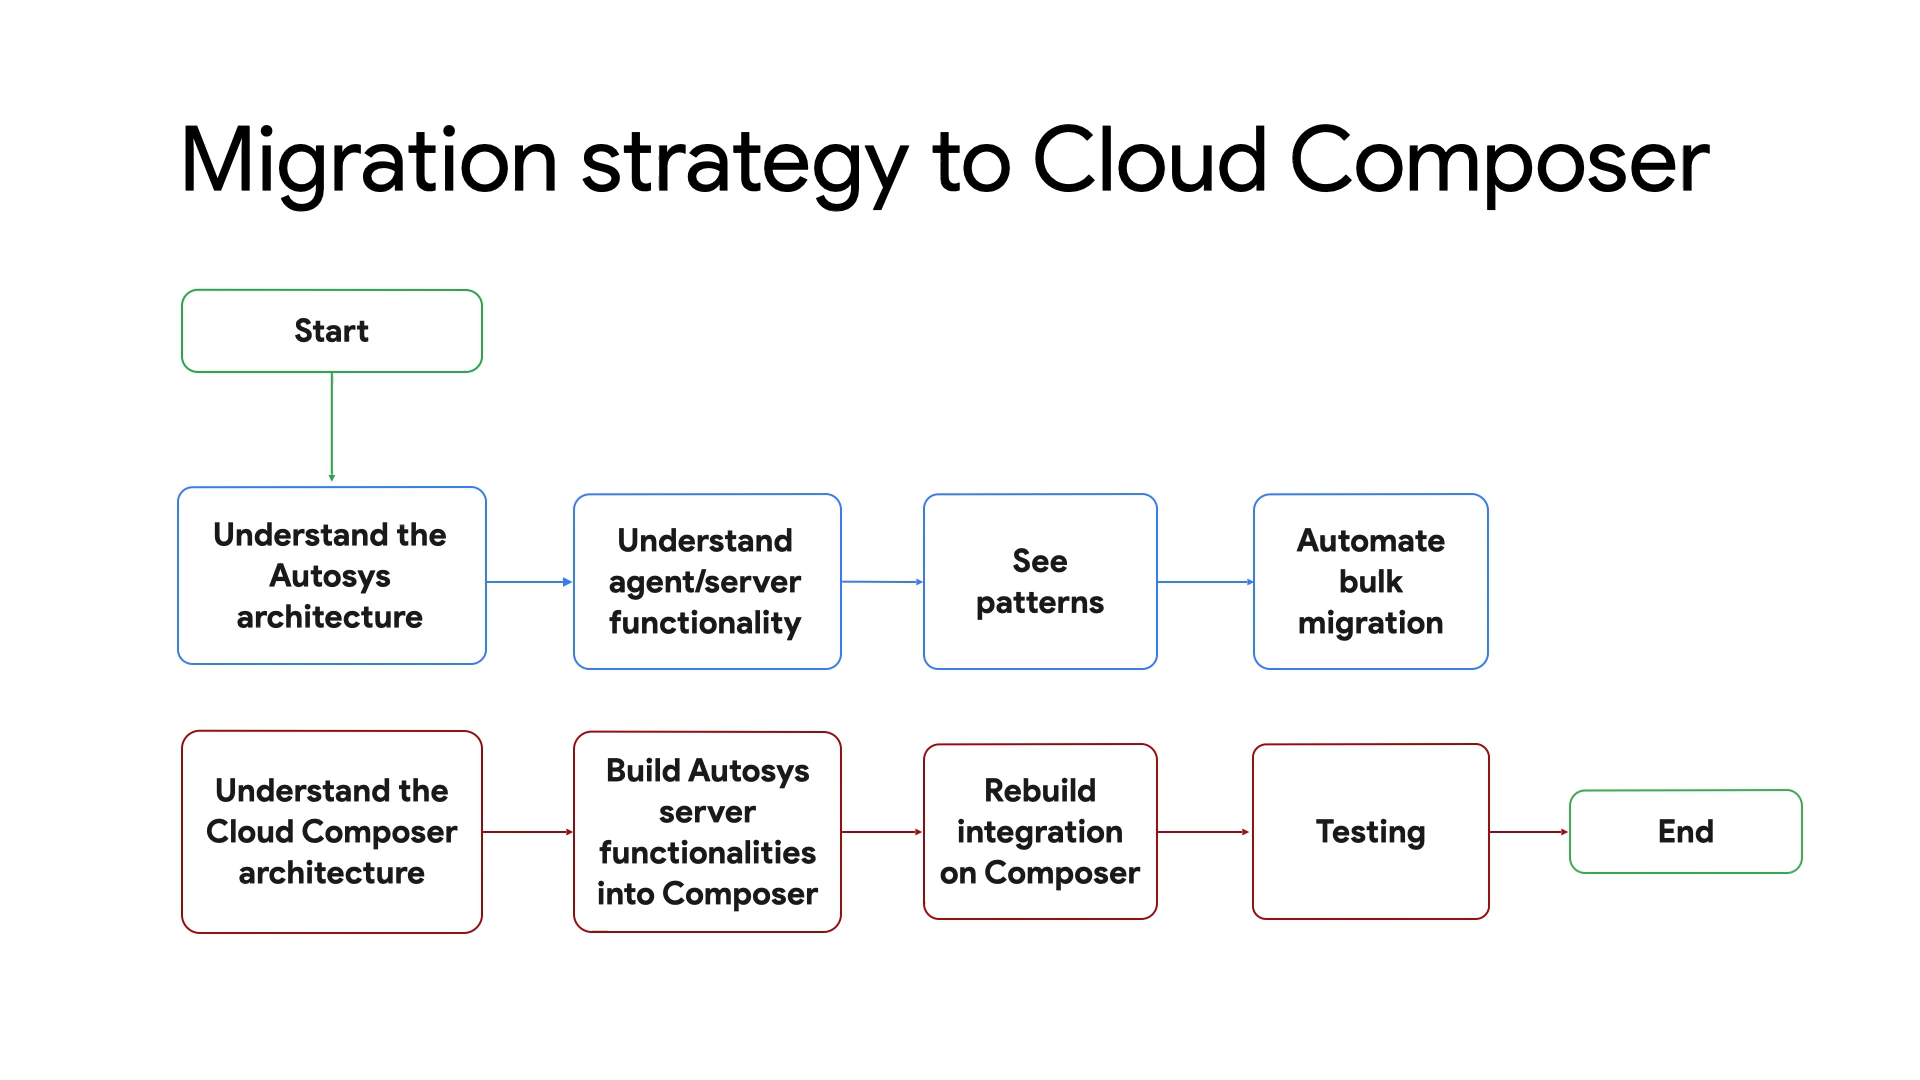 Migration strategy to Cloud Composer
Start
Understand the
Autosys
architecture
Understand
agent/server
functionality
See
patterns
Automate
bulk
migration
Understand the
Cloud Composer
architecture
Build Autosys
server
functionalities
into Composer
Rebuild
integration
on Composer
Testing
End